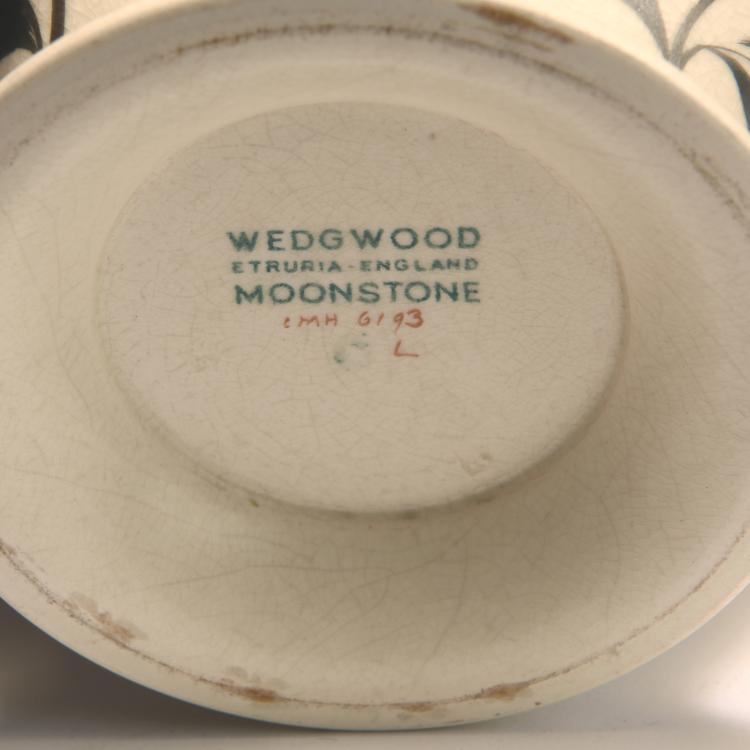 WEDGWOOD
ETRURIA-ENGLAND
MOONSTONE
CMH 6193
L